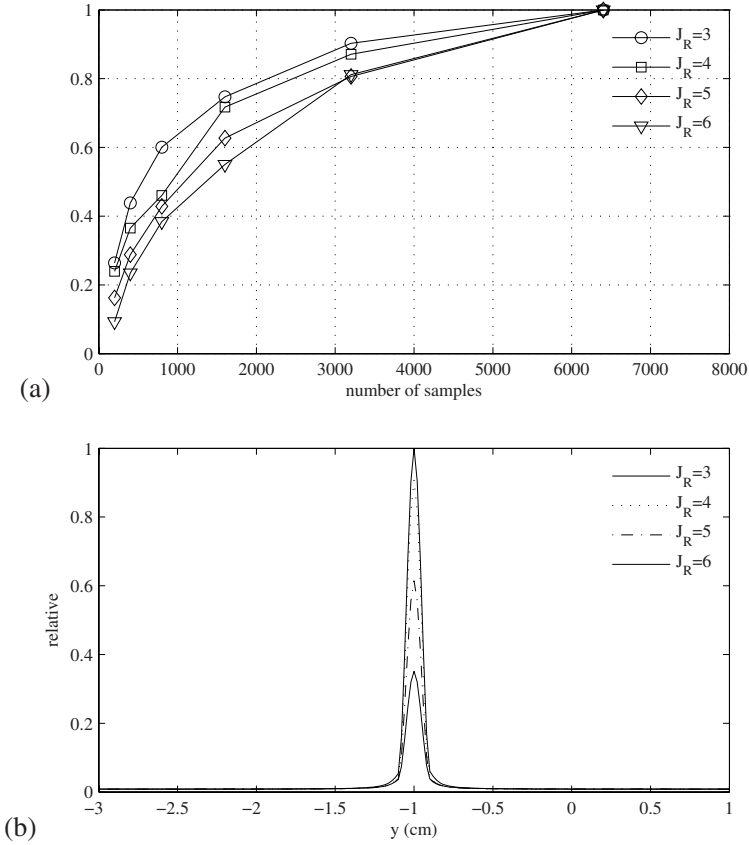 1
0.8
0.6
0.4
0.2
0
0 1000 2000 3000 4000 5000 6000 7000 8000
number of samples
J_R=3
J_R=4
J_R=5
J_R=6
(a)
1
0.8
0.6
0.4
0.2
0
relative
−3 −2.5 −2 −1.5 −1 −0.5 0 0.5 1
y (cm)
J_R=3
J_R=4
J_R=5
J_R=6
(b)